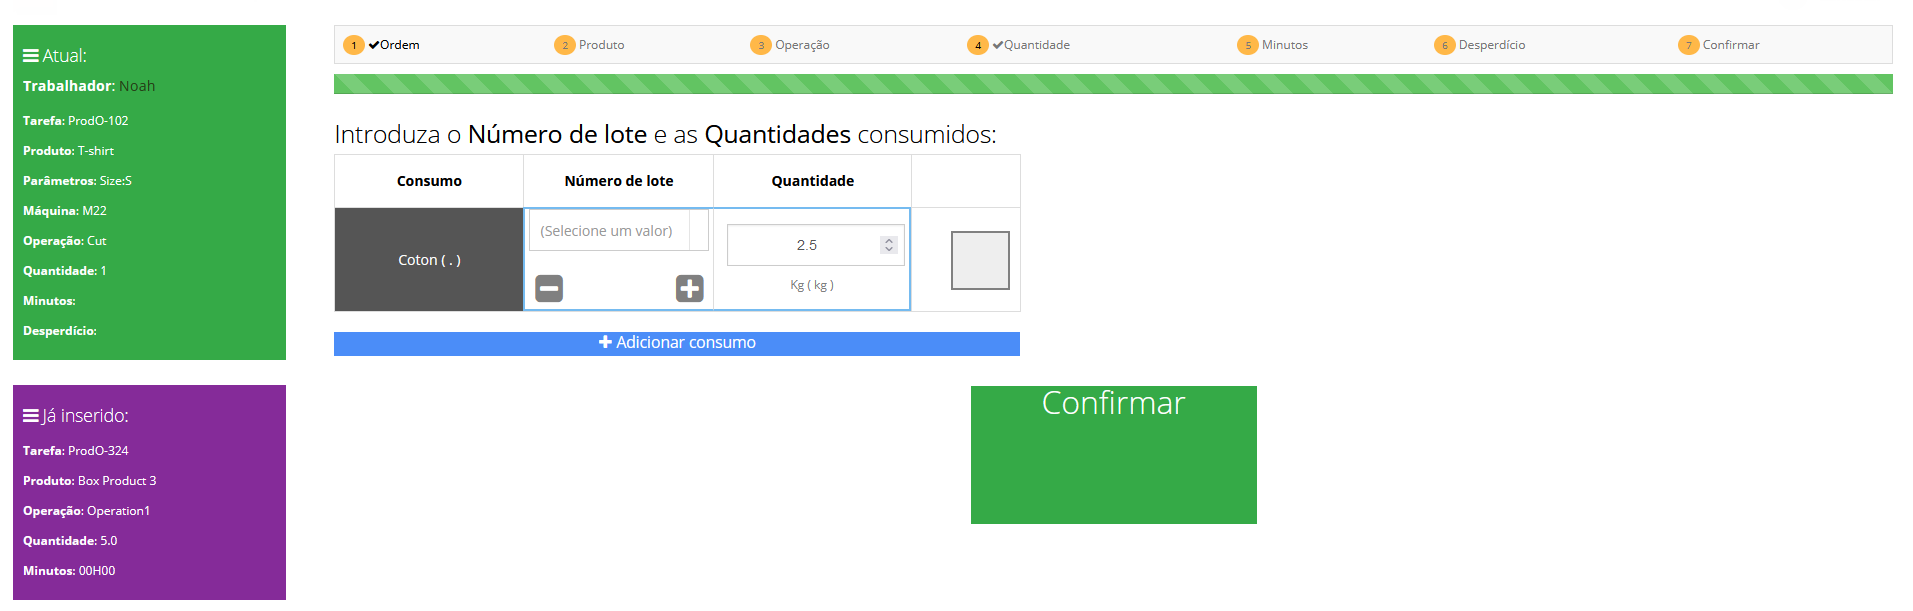 Atual:
Trabalhador: Noah
Tarefa: ProdO-102
Produto: T-shirt
Parâmetros: Size:S
Máquina: M22
Operação: Cut
Quantidade: 1
Minutos:
Desperdício:
Já inserido:
Tarefa: ProdO-324
Produto: Box Product 3
Operação: Operation1
Quantidade: 5.0
Minutos: 00H00
1 ✔Ordem 2 Produto 3 Operação 4 ✔Quantidade 5 Minutos 6 Desperdício 7 Confirmar
Introduza o Número de lote e as Quantidades consumidos:
Consumo Número de lote Quantidade
Coton ( . ) (Selecione um valor) 2.5
Kg ( kg )
Adicionar consumo
Confirmar